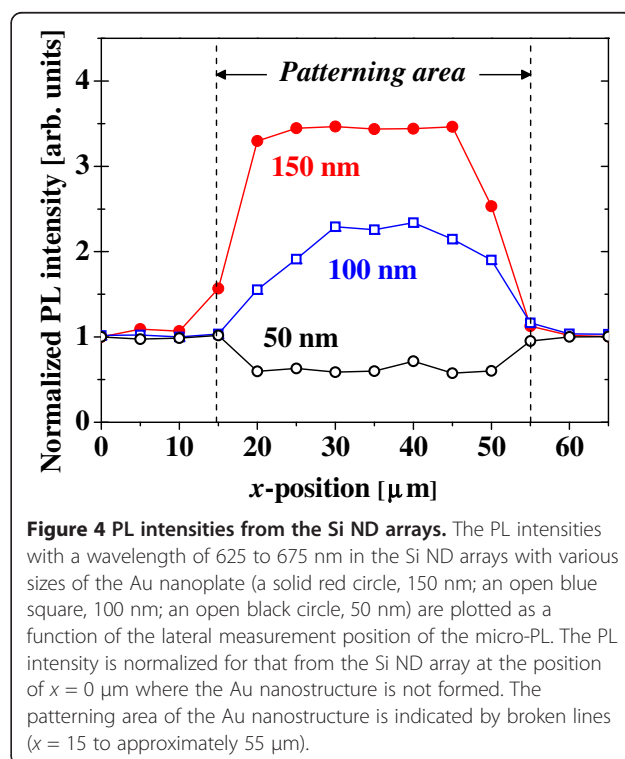 Normalized PL intensity [arb. units]
4
3
2
1
0
Patterning area
150 nm
100 nm
50 nm
0 10 20 30 40 50 60
x-position [μm]
Figure 4 PL intensities from the Si ND arrays. The PL intensities
with a wavelength of 625 to 675 nm in the Si ND arrays with various
sizes of the Au nanoplate (a solid red circle, 150 nm; an open blue
square, 100 nm; an open black circle, 50 nm) are plotted as a
function of the lateral measurement position of the micro-PL. The PL
intensity is normalized for that from the Si ND array at the position
of x = 0 μm where the Au nanostructure is not formed. The
patterning area of the Au nanostructure is indicated by broken lines
(x = 15 to approximately 55 μm).